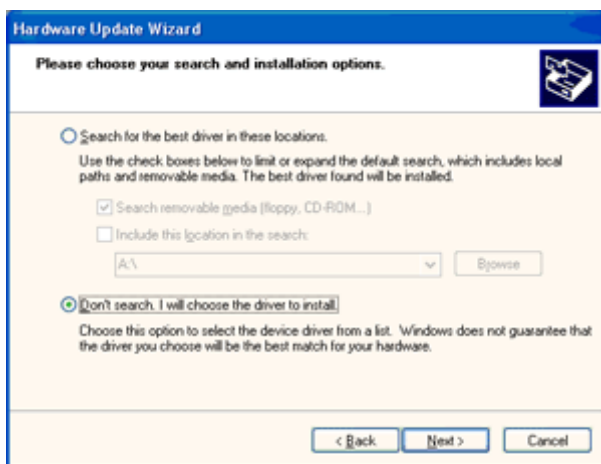 Hardware Update Wizard
Please choose your search and installation options.
Search for the best driver in these locations.
Use the check boxes below to limit or expand the default search, which includes local
paths and removable media. The best driver found will be installed.
Search removable media (floppy, CD-ROM...)
Include this location in the search:
A:\
Browse
Don't search. I will choose the driver to install.
Choose this option to select the device driver from a list. Windows does not guarantee that
the driver you choose will be the best match for your hardware.
< Back Next > Cancel